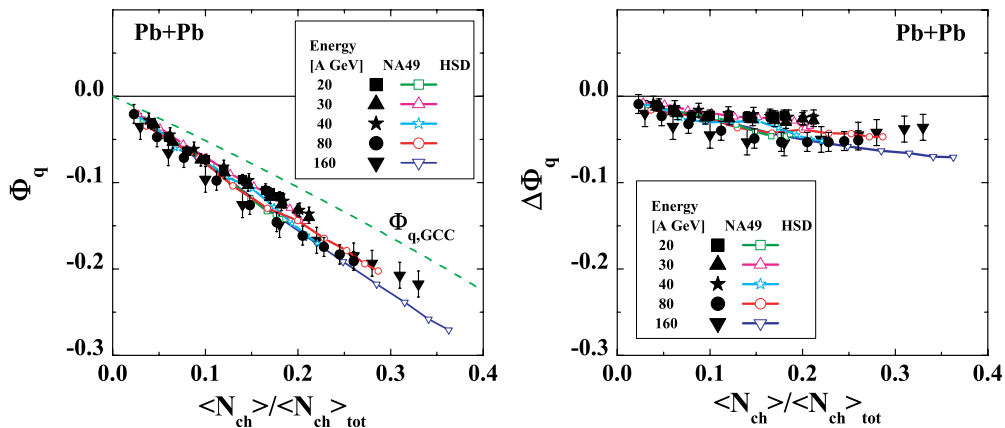 Pb+Pb
Energy
[A GeV] NA49 HSD
20
30
40
80
160
0.0
-0.1
-0.2
-0.3
Φq
Φq,GCC
0.0 0.1 0.2 0.3 0.4
<Nch>/<Nch>tot
Pb+Pb
0.0
-0.1
-0.2
-0.3
ΔΦq
Energy
[A GeV] NA49 HSD
20
30
40
80
160
0.0 0.1 0.2 0.3 0.4
<Nch>/<Nch>tot